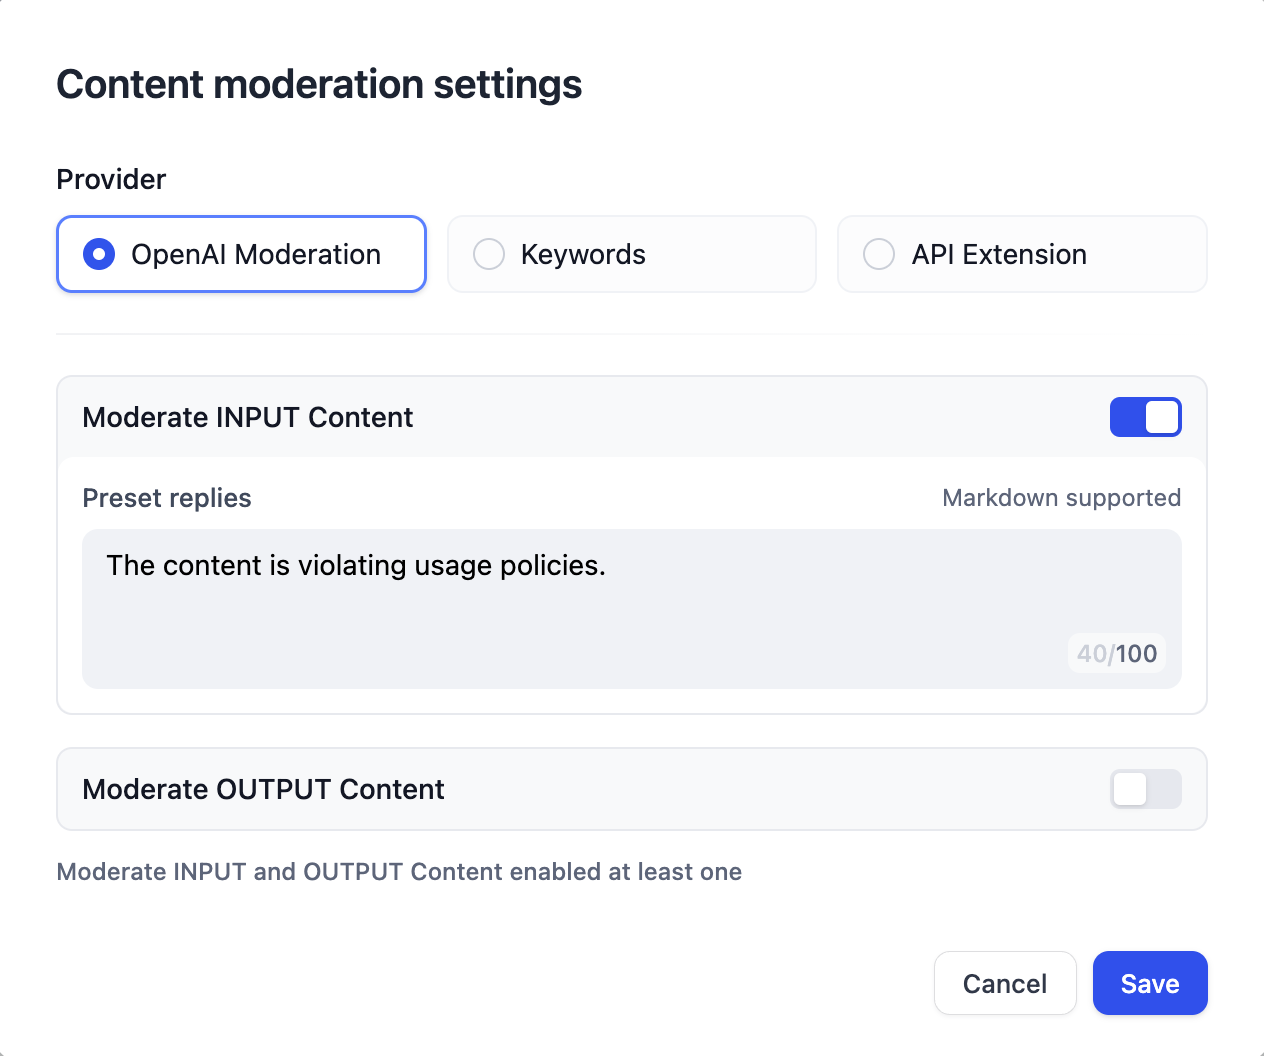 Content moderation settings
Provider
OpenAI Moderation
Keywords
API Extension
Moderate INPUT Content
Preset replies
Markdown supported
The content is violating usage policies.
40/100
Moderate OUTPUT Content
Moderate INPUT and OUTPUT Content enabled at least one
Cancel
Save